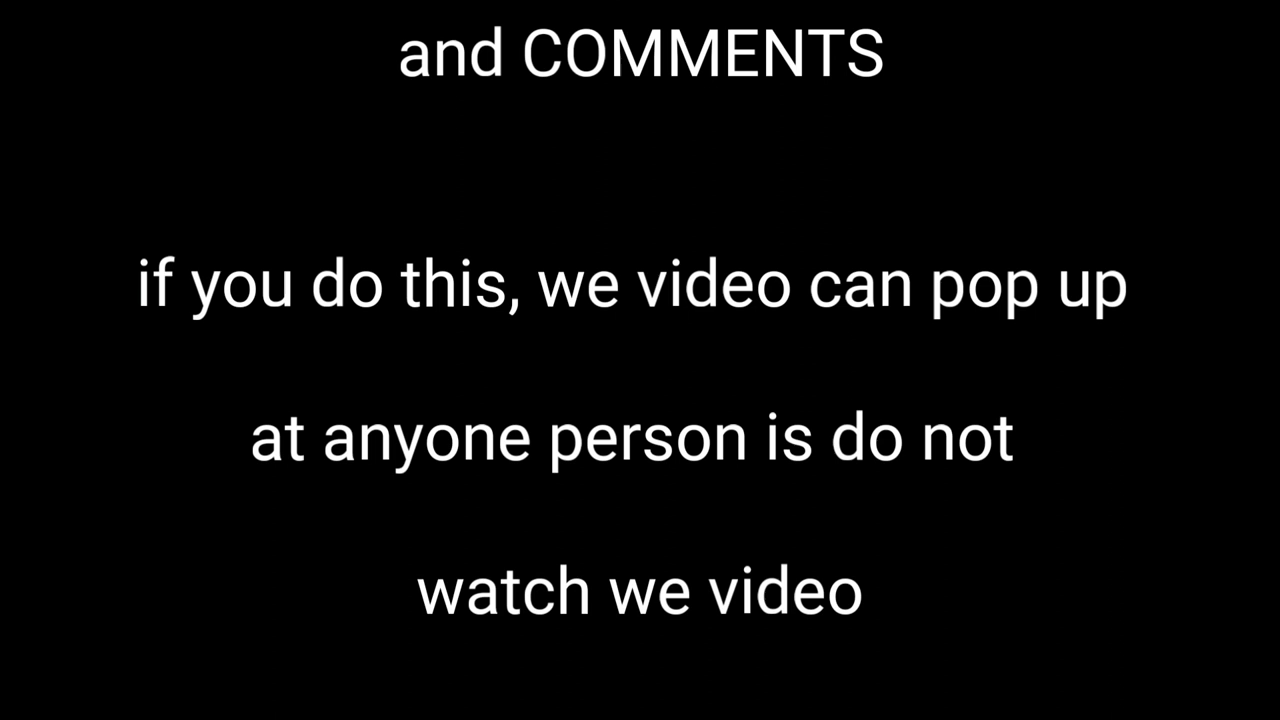 and COMMENTS
if you do this, we video can pop up
at anyone person is do not
watch we video